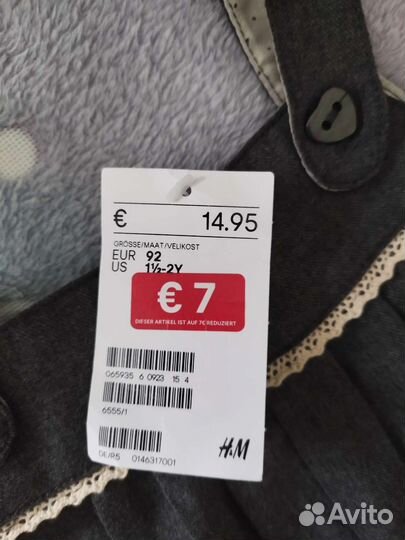 € 14.95
GRÖSSE/MAAT/VELIKOST
EUR 92
US 1½-2Y
€ 7
DIESER ARTIKEL IST AUF 7€ REDUZIERT
065935 6 0923 15 4
6555/1
DE/R5 0146317001
H&M
Avito